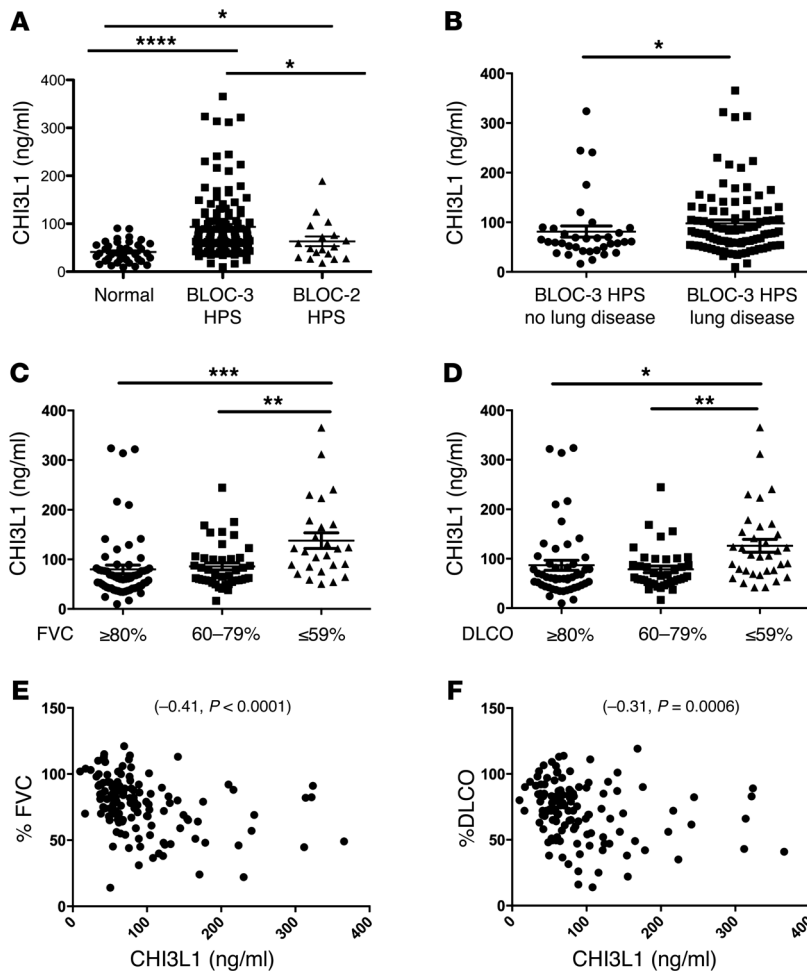 A
*
****
*
CHI3L1 (ng/ml)
400
300
200
100
0
Normal
BLOC-3
HPS
BLOC-2
HPS
B
*
CHI3L1 (ng/ml)
400
300
200
100
0
BLOC-3 HPS
no lung disease
BLOC-3 HPS
lung disease
C
***
**
CHI3L1 (ng/ml)
400
300
200
100
0
FVC
≥80%
60–79%
≤59%
D
*
**
CHI3L1 (ng/ml)
400
300
200
100
0
DLCO
≥80%
60–79%
≤59%
E
(–0.41, P < 0.0001)
% FVC
150
100
50
0
0
100
200
300
400
CHI3L1 (ng/ml)
F
(–0.31, P = 0.0006)
%DLCO
150
100
50
0
0
100
200
300
400
CHI3L1 (ng/ml)